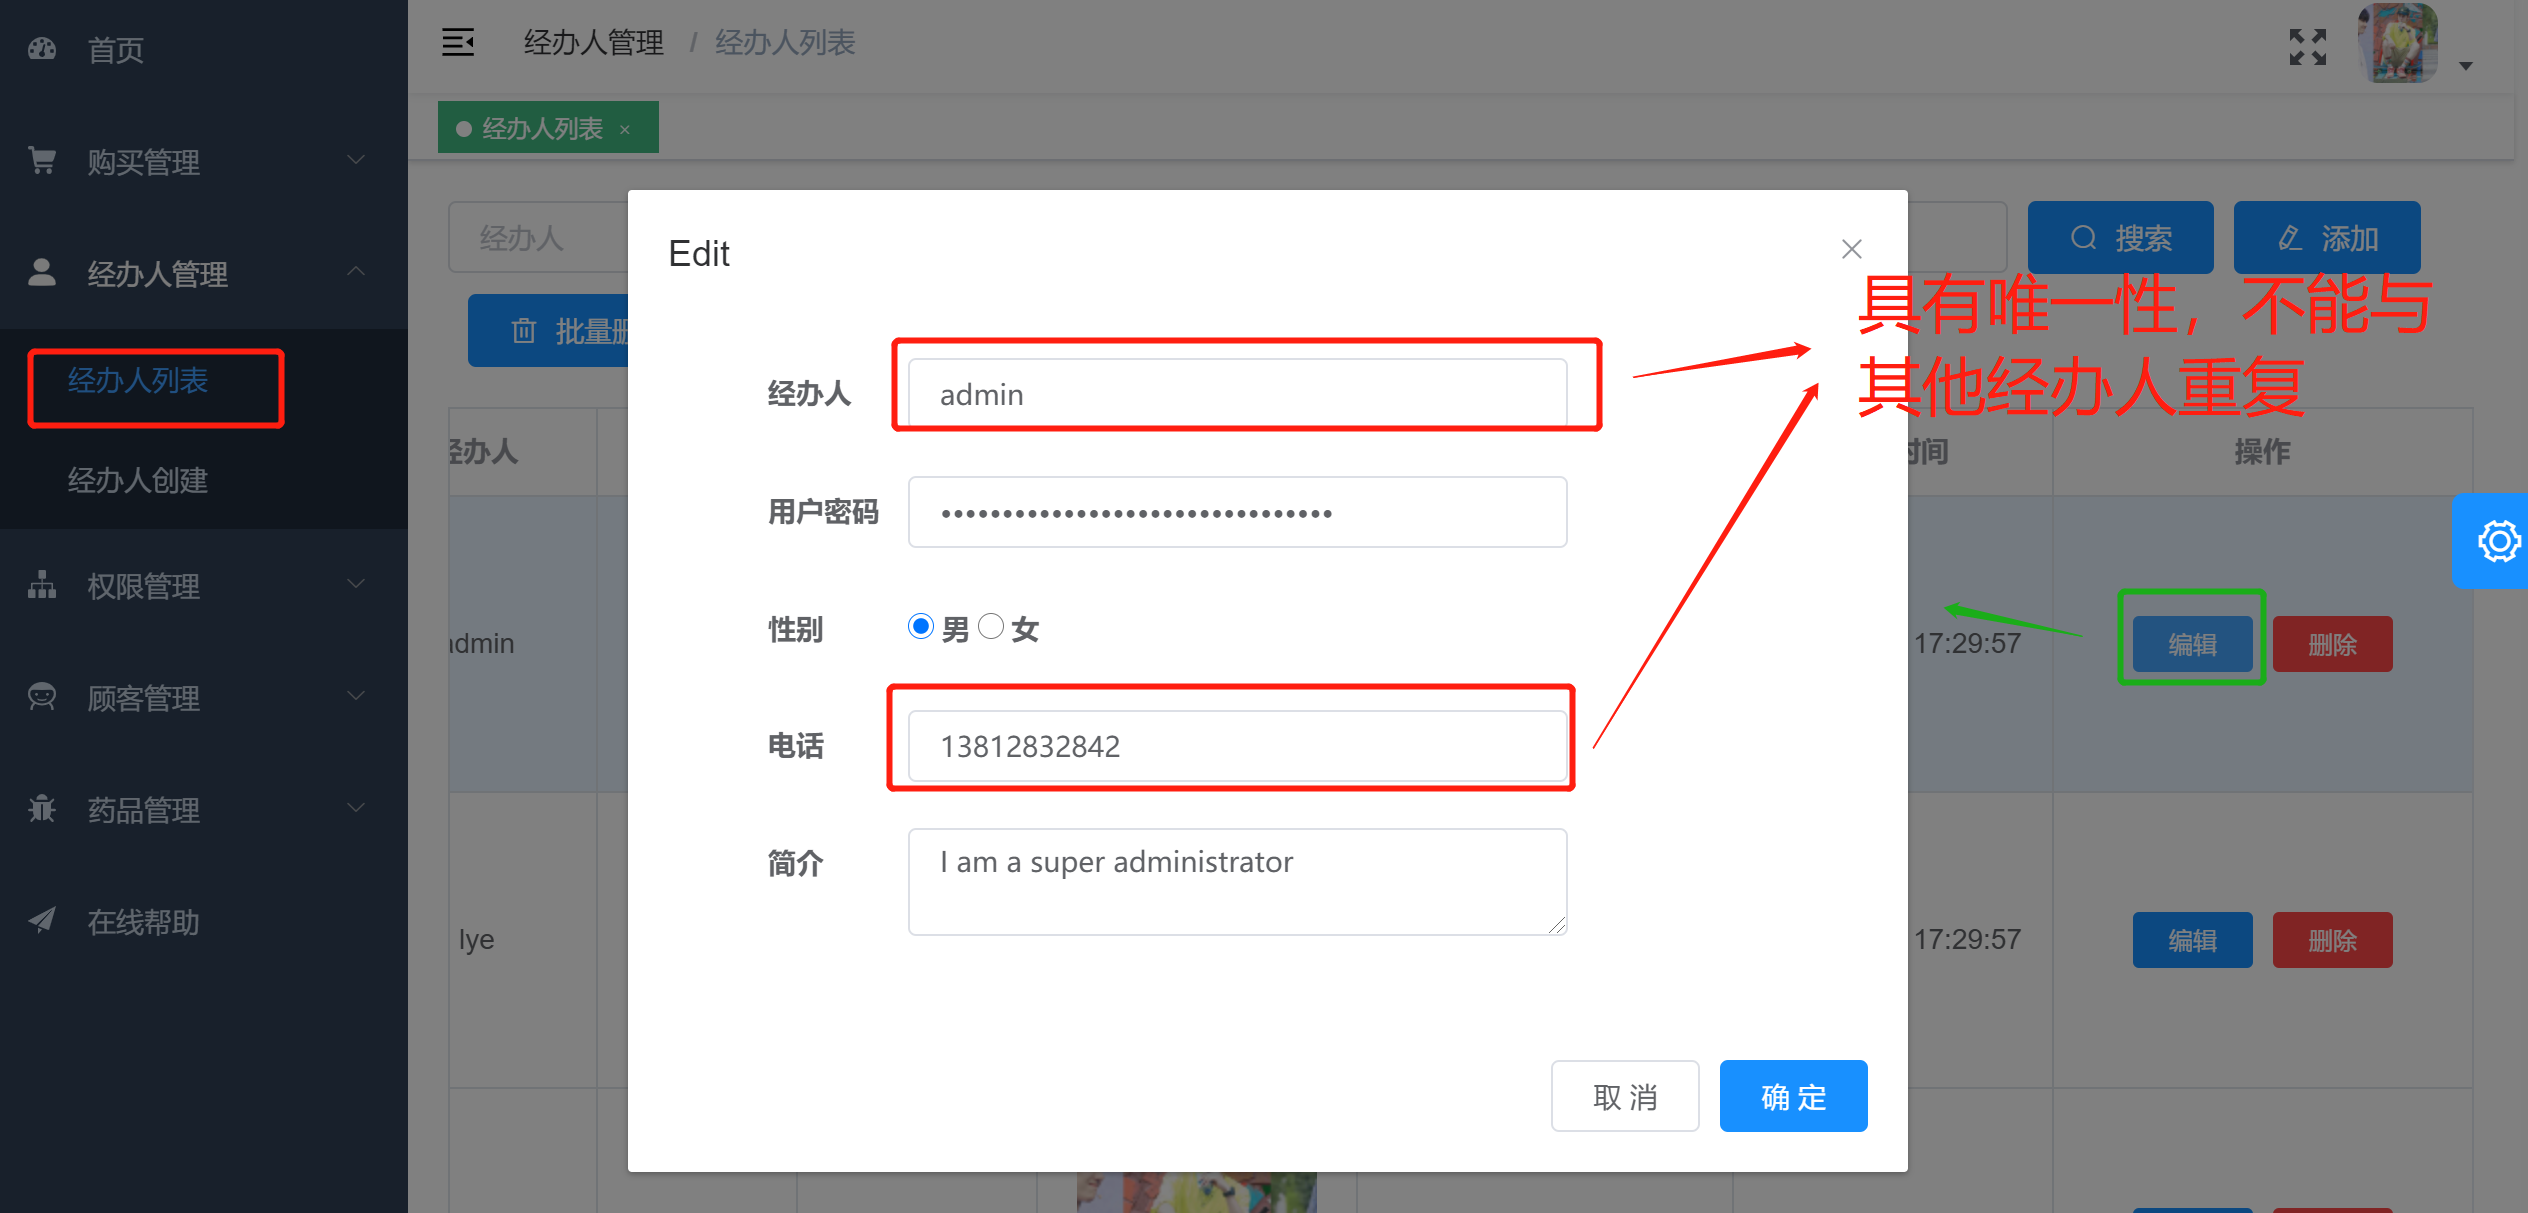 首页
购买管理
经办人管理
经办人列表
经办人创建
权限管理
顾客管理
药品管理
在线帮助
经办人管理 / 经办人列表
经办人列表 ×
经办人
搜索
添加
批量删
经办人
时间
操作
admin
17:29:57
编辑
删除
lye
17:29:57
编辑
删除
Edit
经办人
admin
用户密码
••••••••••••••••••••••••••••••••
性别
男 女
电话
13812832842
简介
I am a super administrator
取 消
确 定
具有唯一性，不能与
其他经办人重复